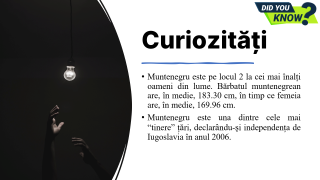 DID YOU
KNOW?
Curiozități
• Muntenegru este pe locul 2 la cei mai înalți
oameni din lume. Bărbatul muntenegrean
are, în medie, 183.30 cm, în timp ce femeia
are, în medie, 169.96 cm.
• Muntenegru este una dintre cele mai
“tinere” țări, declarându-și independența de
Iugoslavia în anul 2006.